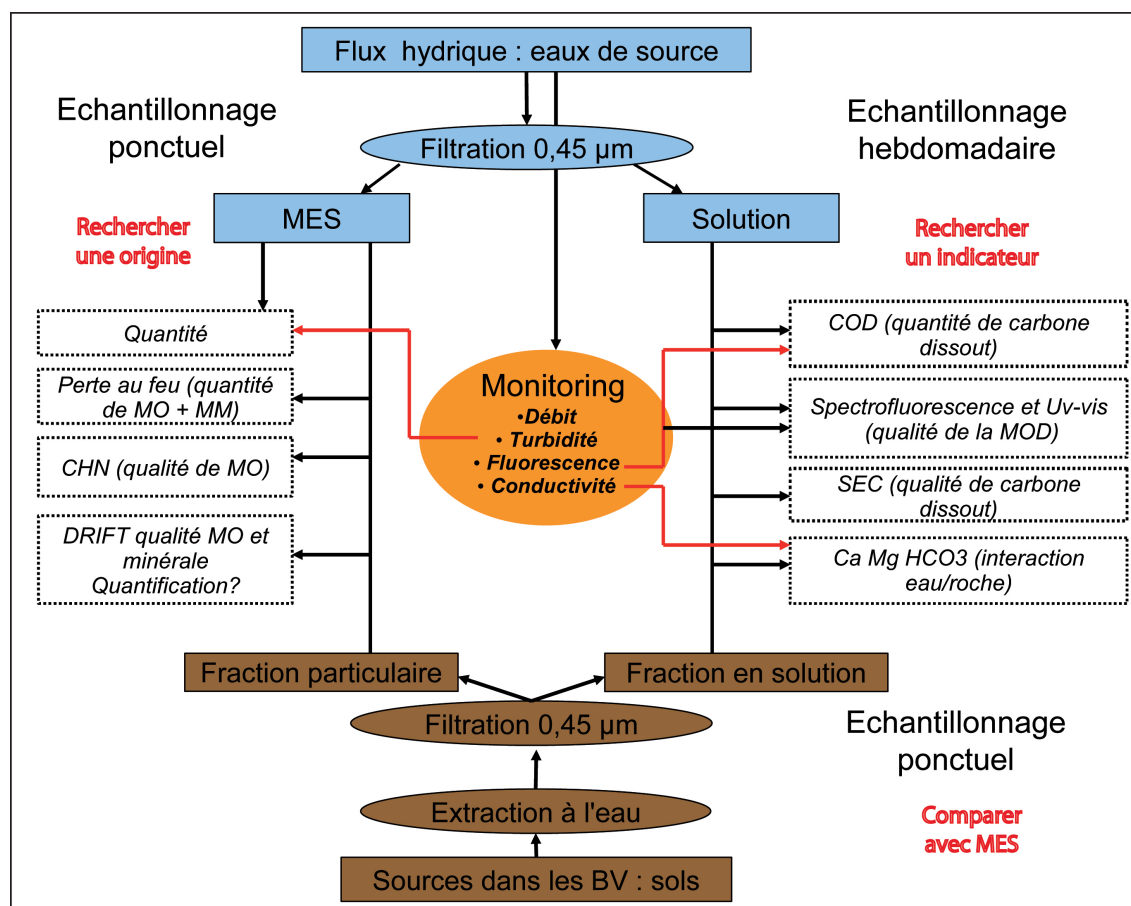 Flux hydrique : eaux de source
Echantillonnage
ponctuel
Echantillonnage
hebdomadaire
Filtration 0,45 µm
MES
Solution
Rechercher
une origine
Rechercher
un indicateur
Quantité
Perte au feu (quantité
de MO + MM)
CHN (qualité de MO)
DRIFT qualité MO et
minérale
Quantification?
Monitoring
•Débit
• Turbidité
• Fluorescence
• Conductivité
COD (quantité de carbone
dissout)
Spectrofluorescence et Uv-vis
(qualité de la MOD)
SEC (qualité de carbone
dissout)
Ca Mg HCO3 (interaction
eau/roche)
Fraction particulaire
Fraction en solution
Filtration 0,45 µm
Echantillonnage
ponctuel
Extraction à l'eau
Comparer
avec MES
Sources dans les BV : sols